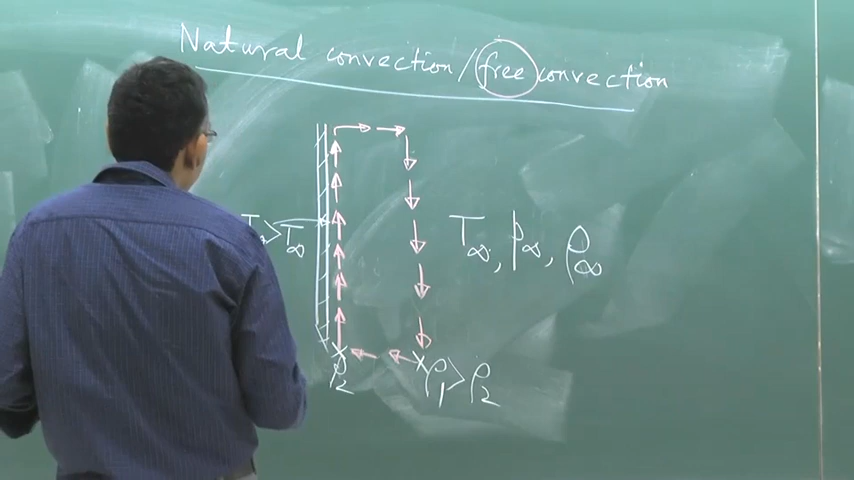 Natural convection/free convection
> T∞
T∞, p∞, ρ∞
ρ2
ρ1 > ρ2